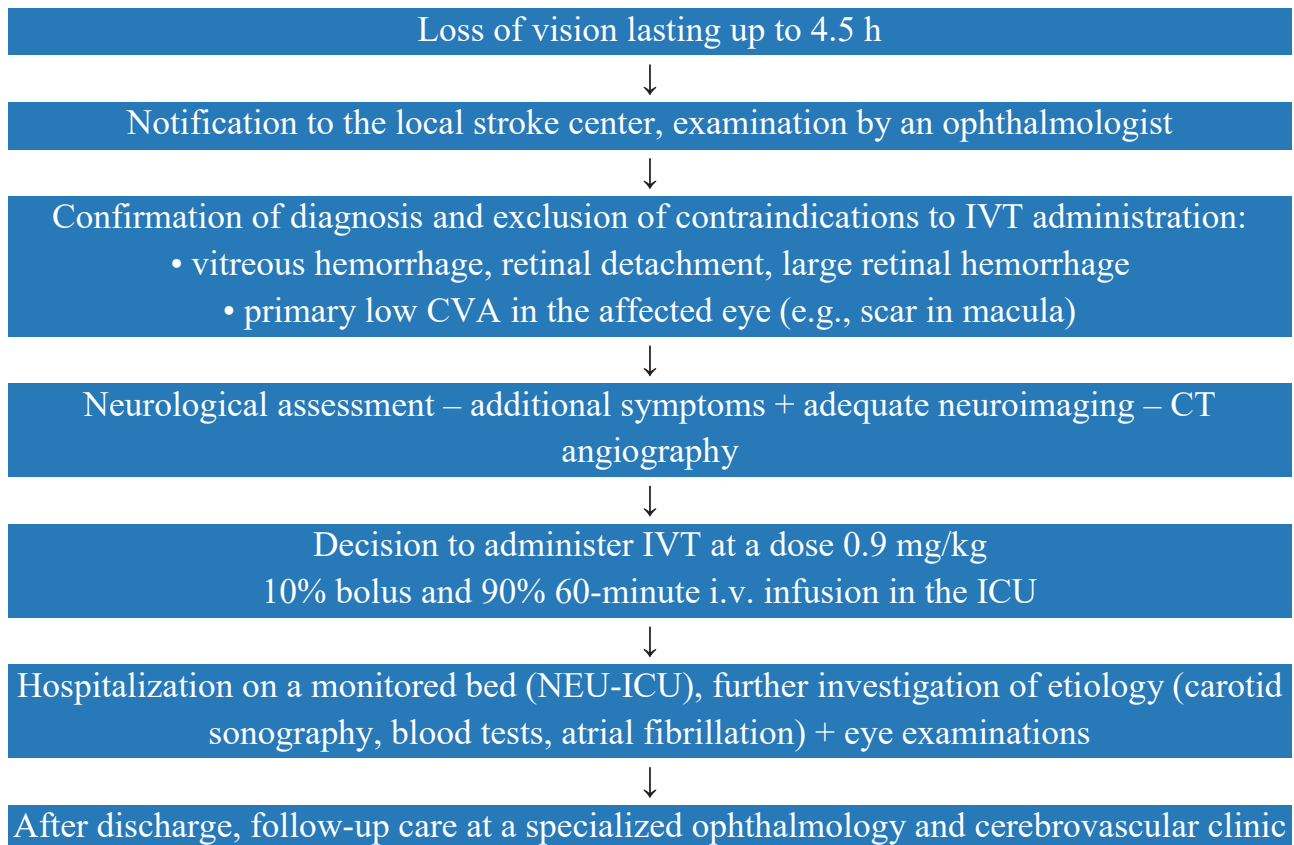 Loss of vision lasting up to 4.5 h
↓
Notification to the local stroke center, examination by an ophthalmologist
↓
Confirmation of diagnosis and exclusion of contraindications to IVT administration:
• vitreous hemorrhage, retinal detachment, large retinal hemorrhage
• primary low CVA in the affected eye (e.g., scar in macula)
↓
Neurological assessment – additional symptoms + adequate neuroimaging – CT
angiography
↓
Decision to administer IVT at a dose 0.9 mg/kg
10% bolus and 90% 60-minute i.v. infusion in the ICU
↓
Hospitalization on a monitored bed (NEU-ICU), further investigation of etiology (carotid
sonography, blood tests, atrial fibrillation) + eye examinations
↓
After discharge, follow-up care at a specialized ophthalmology and cerebrovascular clinic